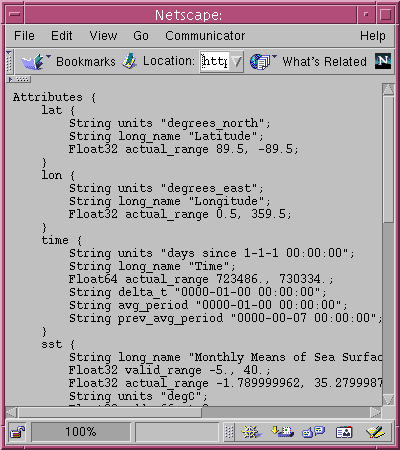 Netscape:
File Edit View Go Communicator Help
Bookmarks Location: http What's Related N
Attributes {
lat {
String units "degrees_north";
String long_name "Latitude";
Float32 actual_range 89.5, -89.5;
}
lon {
String units "degrees_east";
String long_name "Longitude";
Float32 actual_range 0.5, 359.5;
}
time {
String units "days since 1-1-1 00:00:00";
String long_name "Time";
Float64 actual_range 723486., 730334.;
String delta_t "0000-01-00 00:00:00";
String avg_period "0000-01-00 00:00:00";
String prev_avg_period "0000-00-07 00:00:00";
}
sst {
String long_name "Monthly Means of Sea Surfac
Float32 valid_range -5., 40.;
Float32 actual_range -1.789999962, 35.2799987
String units "degC";
100%